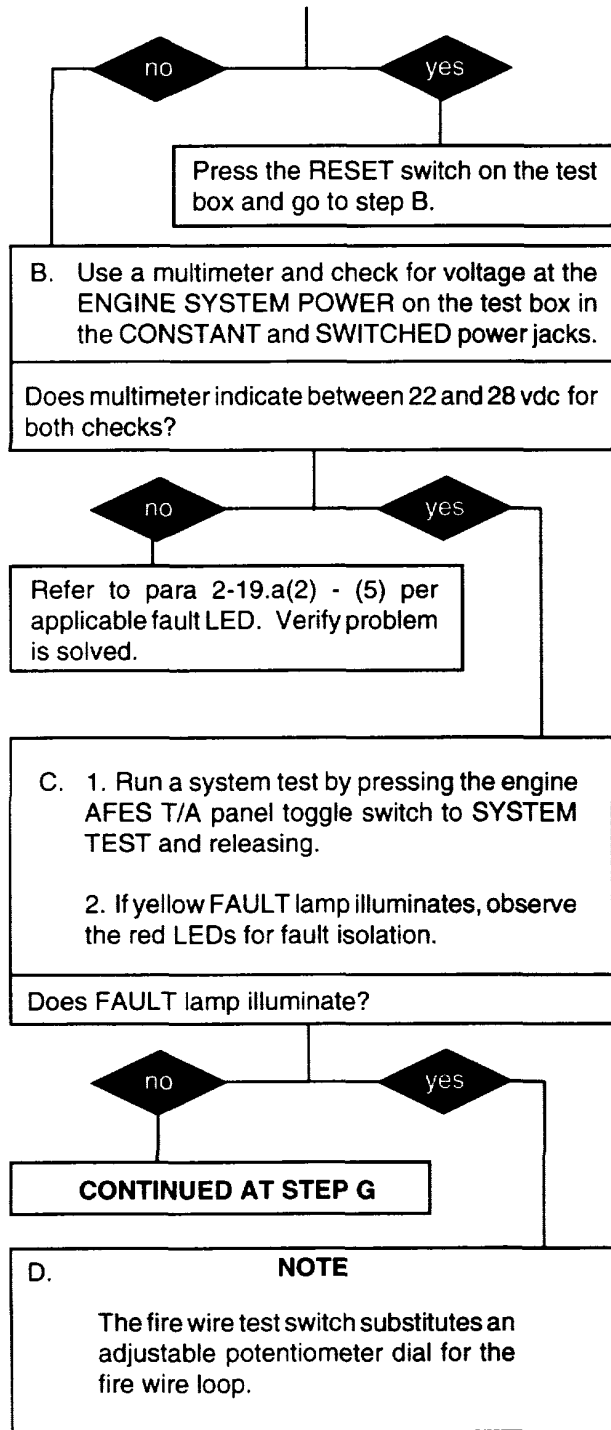 no
yes
Press the RESET switch on the test
box and go to step B.
B. Use a multimeter and check for voltage at the
ENGINE SYSTEM POWER on the test box in
the CONSTANT and SWITCHED power jacks.
Does multimeter indicate between 22 and 28 vdc for
both checks?
no
yes
Refer to para 2-19.a(2) - (5) per
applicable fault LED. Verify problem
is solved.
C. 1. Run a system test by pressing the engine
AFES T/A panel toggle switch to SYSTEM
TEST and releasing.
2. If yellow FAULT lamp illuminates, observe
the red LEDs for fault isolation.
Does FAULT lamp illuminate?
no
yes
CONTINUED AT STEP G
D. NOTE
The fire wire test switch substitutes an
adjustable potentiometer dial for the
fire wire loop.